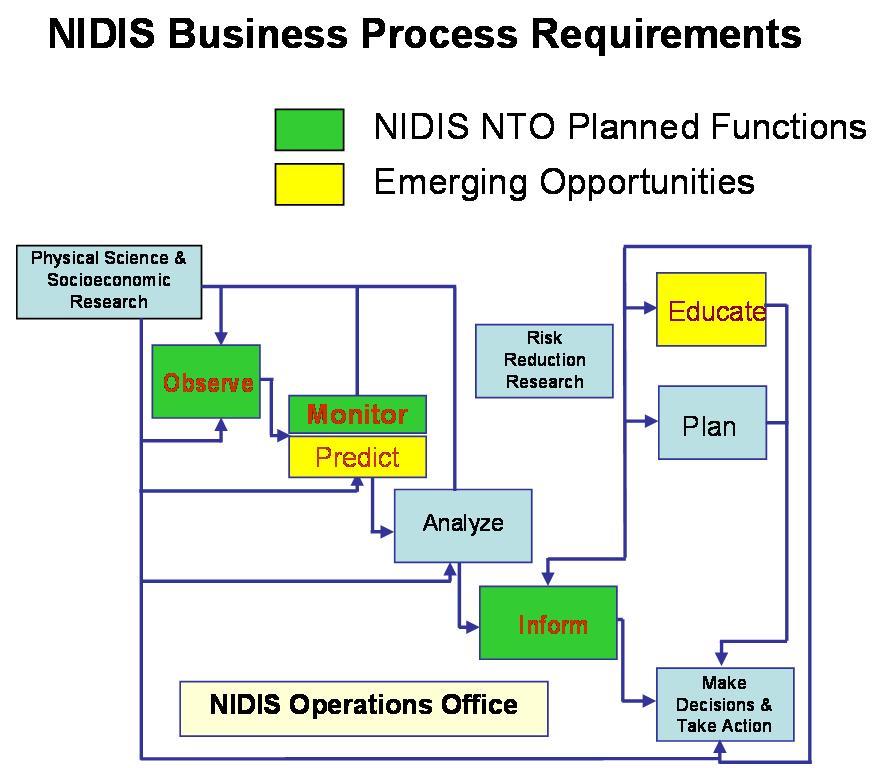 NIDIS Business Process Requirements
NIDIS NTO Planned Functions
Emerging Opportunities
Physical Science &
Socioeconomic
Research
Educate
Risk
Reduction
Research
Observe
Monitor
Plan
Predict
Analyze
Inform
Make
Decisions &
Take Action
NIDIS Operations Office